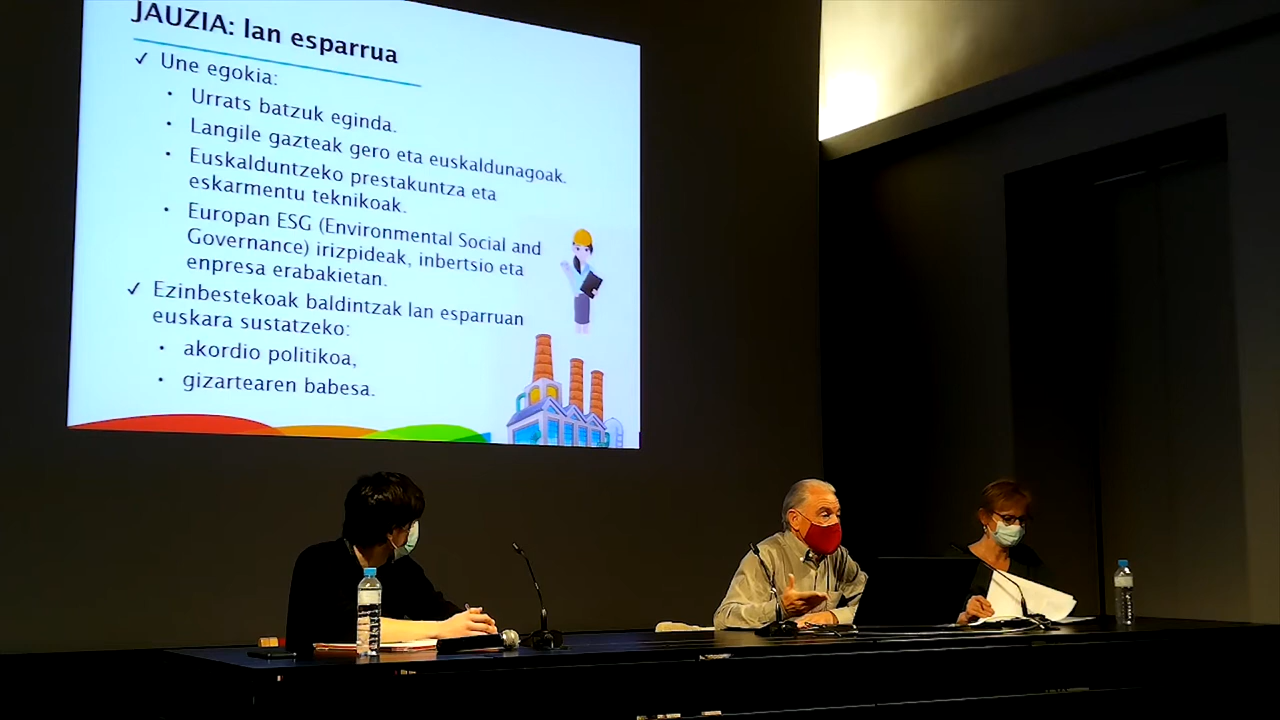 JAUZIA: lan esparrua
✓ Une egokia:
• Urrats batzuk eginda.
• Langile gazteak gero eta euskaldunagoak.
• Euskalduntzeko prestakuntza eta
eskarmentu teknikoak.
• Europan ESG (Environmental Social and
Governance) irizpideak, inbertsio eta
enpresa erabakietan.
✓ Ezinbestekoak baldintzak lan esparruan
euskara sustatzeko:
• akordio politikoa,
• gizartearen babesa.